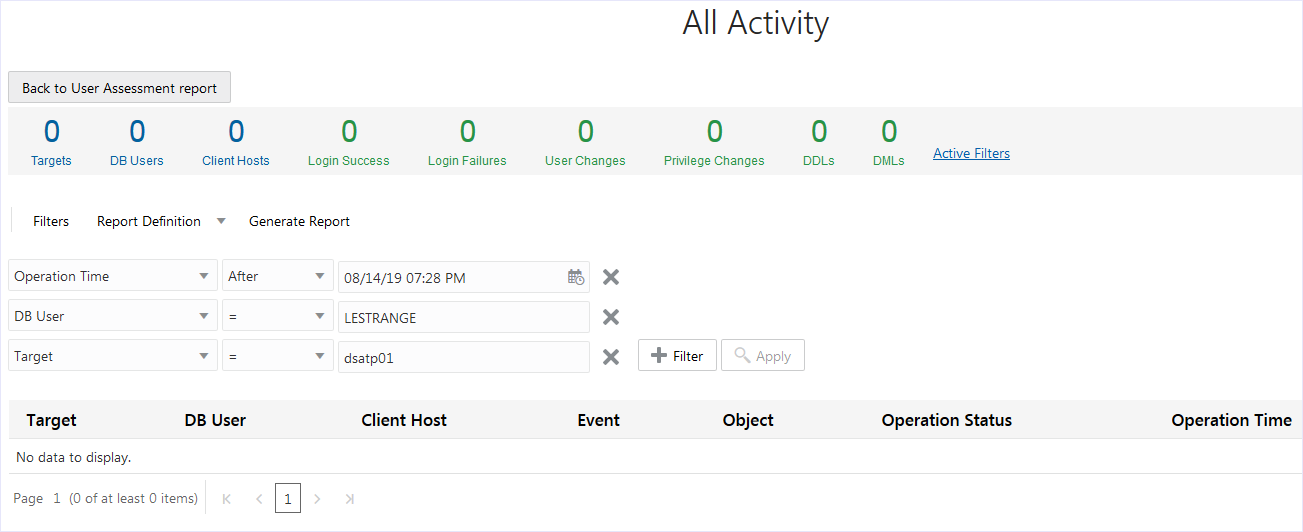 All Activity
Back to User Assessment report
0 0 0 0 0 0 0 0 0
Targets DB Users Client Hosts Login Success Login Failures User Changes Privilege Changes DDLs DMLs Active Filters
Filters Report Definition Generate Report
Operation Time After 08/14/19 07:28 PM
DB User = LESTRANGE
Target = dsatp01 Filter Apply
Target DB User Client Host Event Object Operation Status Operation Time
No data to display.
Page 1 (0 of at least 0 items) 1